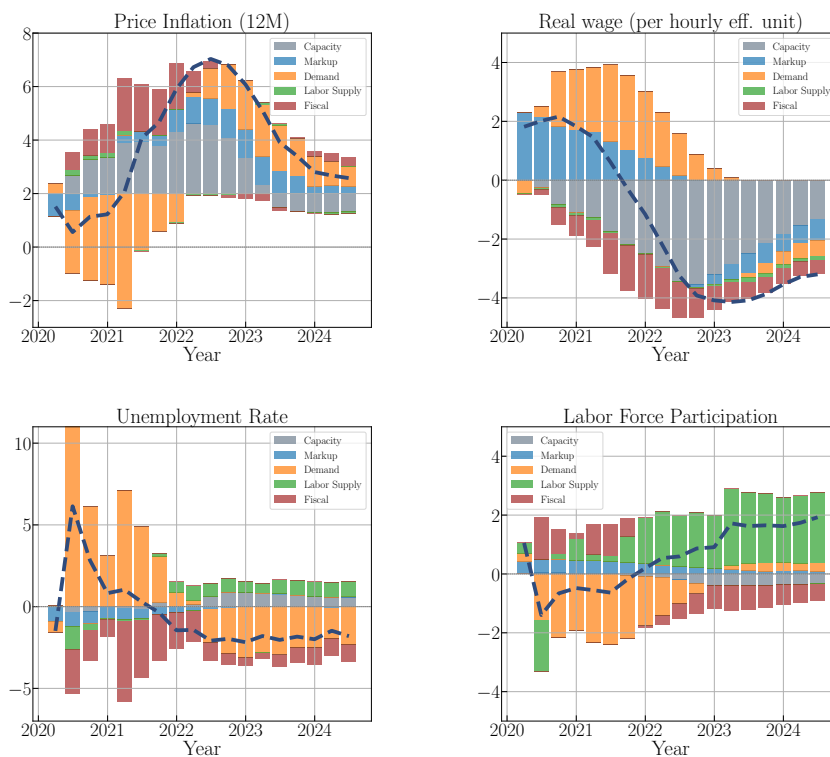 Price Inflation (12M)
8
6
4
2
0
−2
2020
2021
2022
2023
2024
Year
Capacity
Markup
Demand
Labor Supply
Fiscal
Real wage (per hourly eff. unit)
4
2
0
−2
−4
2020
2021
2022
2023
2024
Year
Capacity
Markup
Demand
Labor Supply
Fiscal
Unemployment Rate
10
5
0
−5
2020
2021
2022
2023
2024
Year
Capacity
Markup
Demand
Labor Supply
Fiscal
Labor Force Participation
4
2
0
−2
−4
2020
2021
2022
2023
2024
Year
Capacity
Markup
Demand
Labor Supply
Fiscal